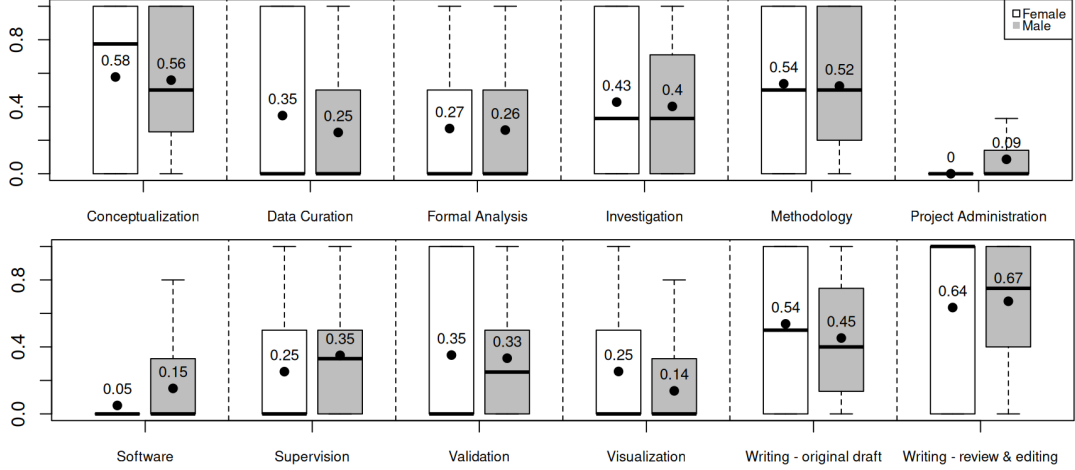 Female
Male
0.8
0.4
0.0
0.58
0.56
0.35
0.25
0.27
0.26
0.43
0.4
0.54
0.52
0
0.09
Conceptualization
Data Curation
Formal Analysis
Investigation
Methodology
Project Administration
0.8
0.4
0.0
0.05
0.15
0.25
0.35
0.35
0.33
0.25
0.14
0.54
0.45
0.64
0.67
Software
Supervision
Validation
Visualization
Writing - original draft
Writing - review & editing